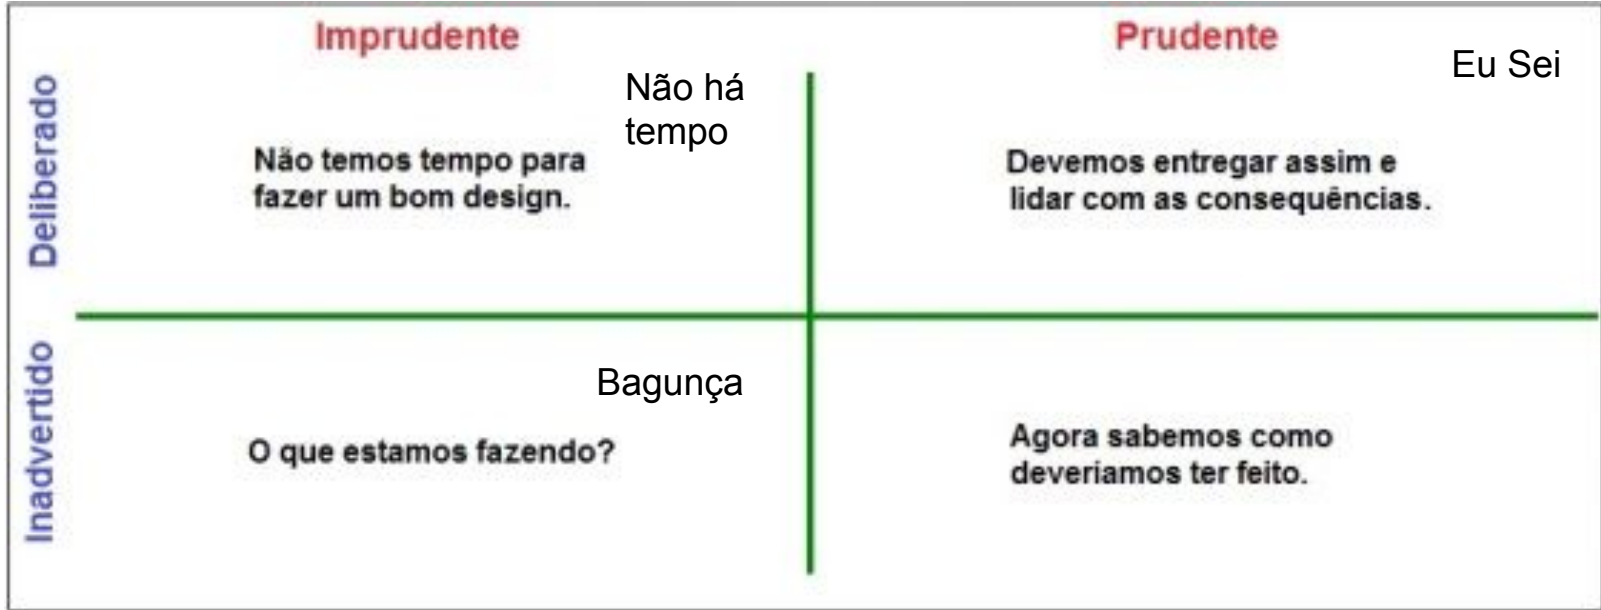 Imprudente
Prudente
Eu Sei
Deliberado
Não há
tempo
Não temos tempo para
fazer um bom design.
Devemos entregar assim e
lidar com as consequências.
Inadvertido
Bagunça
O que estamos fazendo?
Agora sabemos como
deveriamos ter feito.